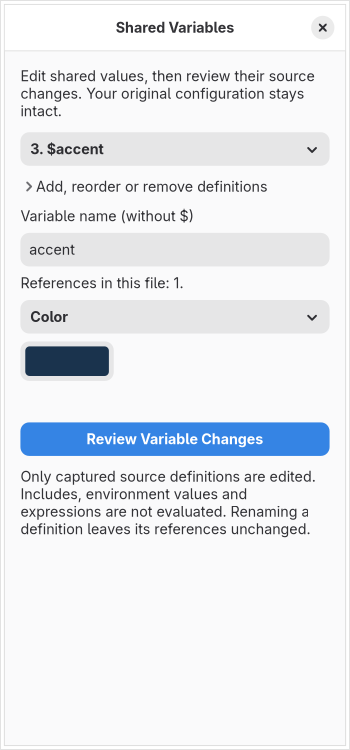 Shared Variables
Edit shared values, then review their source
changes. Your original configuration stays
intact.
3. $accent
Add, reorder or remove definitions
Variable name (without $)
accent
References in this file: 1.
Color
Review Variable Changes
Only captured source definitions are edited.
Includes, environment values and
expressions are not evaluated. Renaming a
definition leaves its references unchanged.